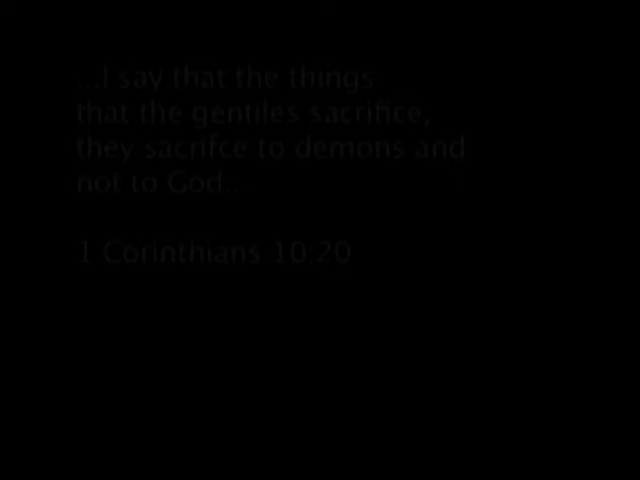 ...I say that the things
that the gentiles sacrifice,
they sacrifce to demons and
not to God....

1 Corinthians 10:20